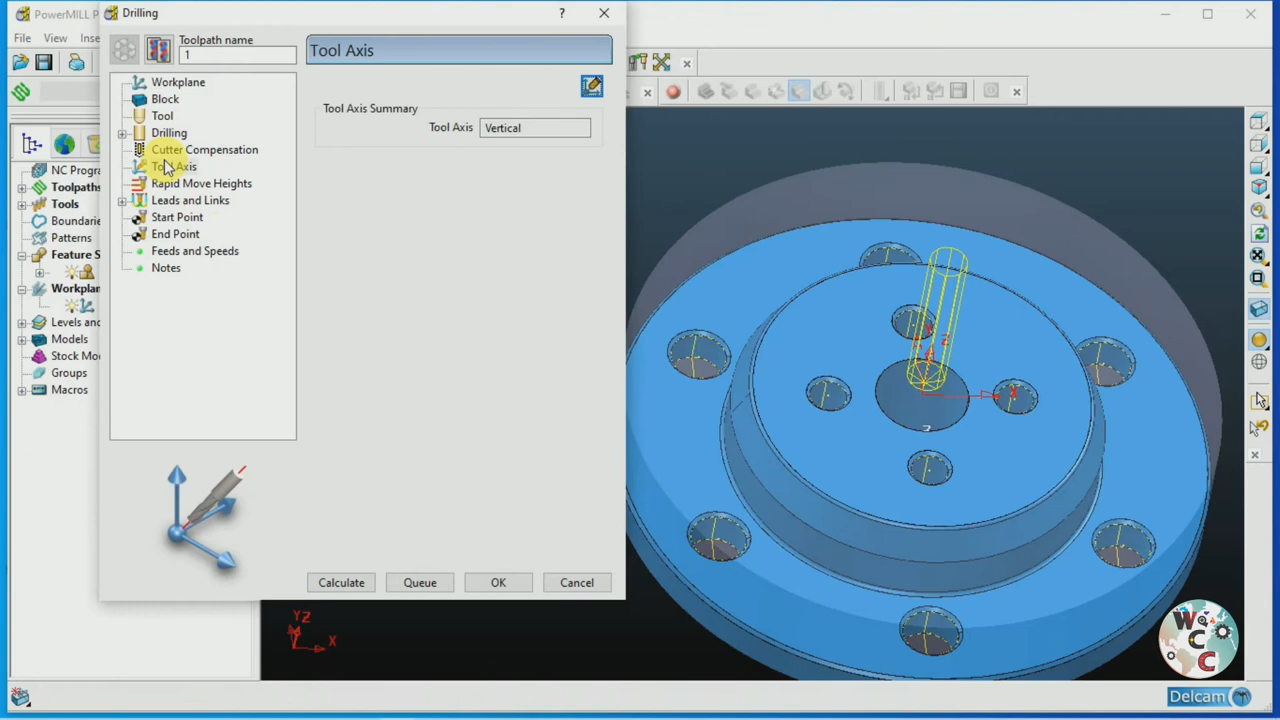 PowerMILL P
Drilling
?
File
View
Inse
Toolpath name
1
Tool Axis
Workplane
Block
Tool
Drilling
Cutter Compensation
Tool Axis
Rapid Move Heights
Leads and Links
Start Point
End Point
Feeds and Speeds
Notes
Tool Axis Summary
Tool Axis
Vertical
Calculate
Queue
OK
Cancel
NC Progra
Toolpaths
Tools
Boundarie
Patterns
Feature S
Workplan
Levels and
Models
Stock Mo
Groups
Macros
Y
Z
X
Z
YZ
X
W
C
C
Delcam